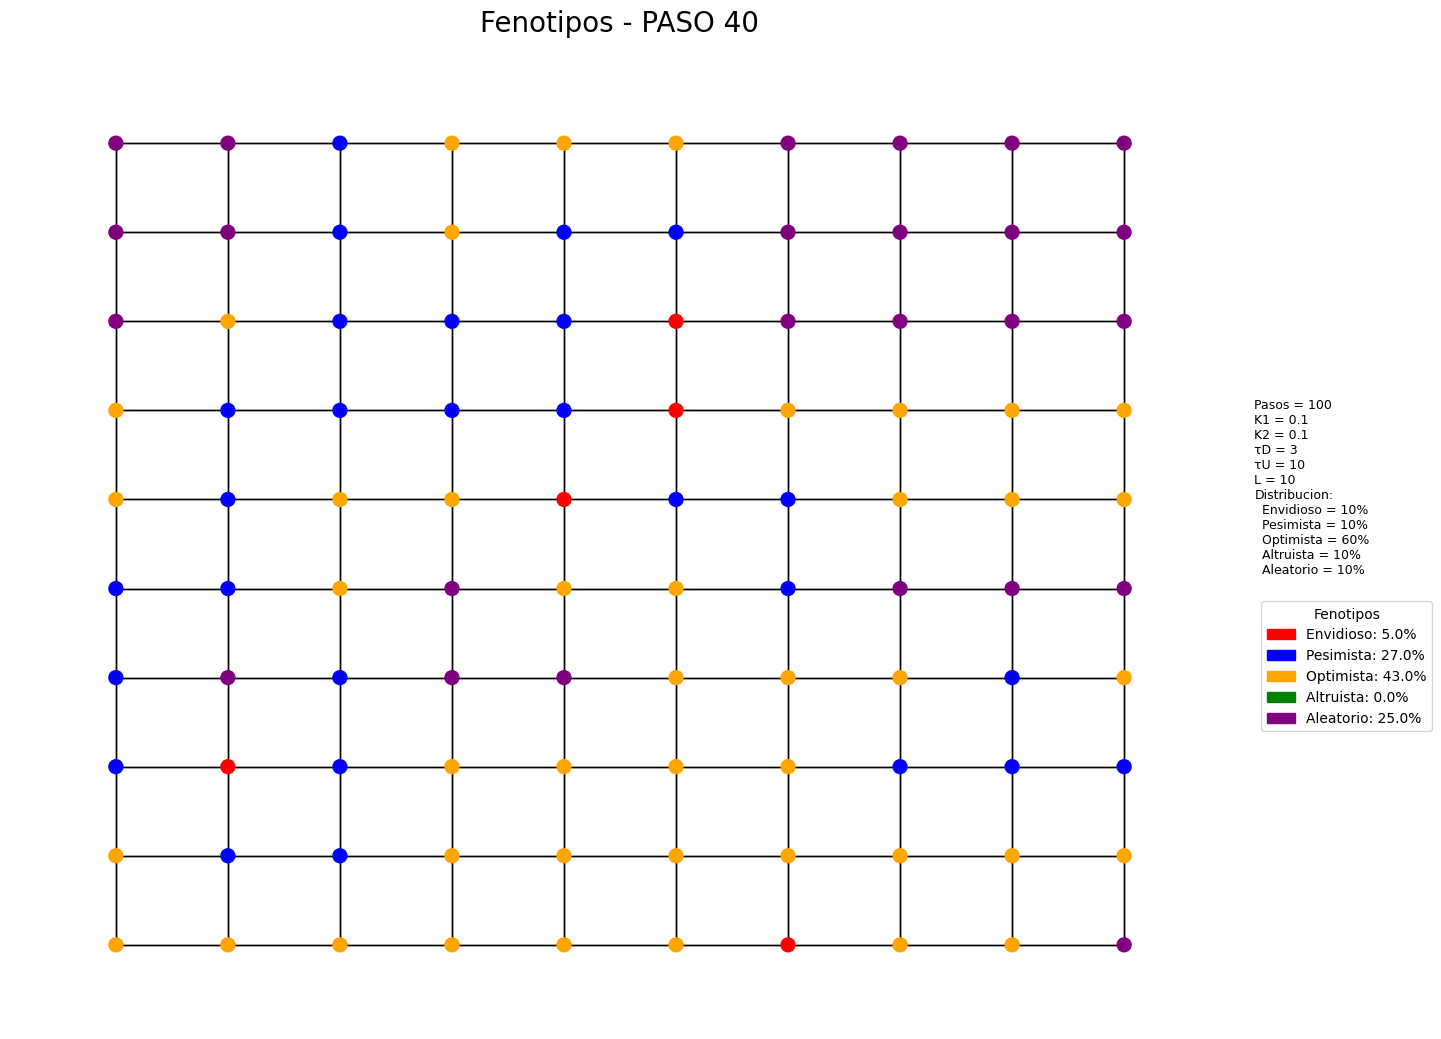 Fenotipos - PASO 40
Pasos = 100
K1 = 0.1
K2 = 0.1
τD = 3
τU = 10
L = 10
Distribucion:
Envidioso = 10%
Pesimista = 10%
Optimista = 60%
Altruista = 10%
Aleatorio = 10%
Fenotipos
Envidioso: 5.0%
Pesimista: 27.0%
Optimista: 43.0%
Altruista: 0.0%
Aleatorio: 25.0%